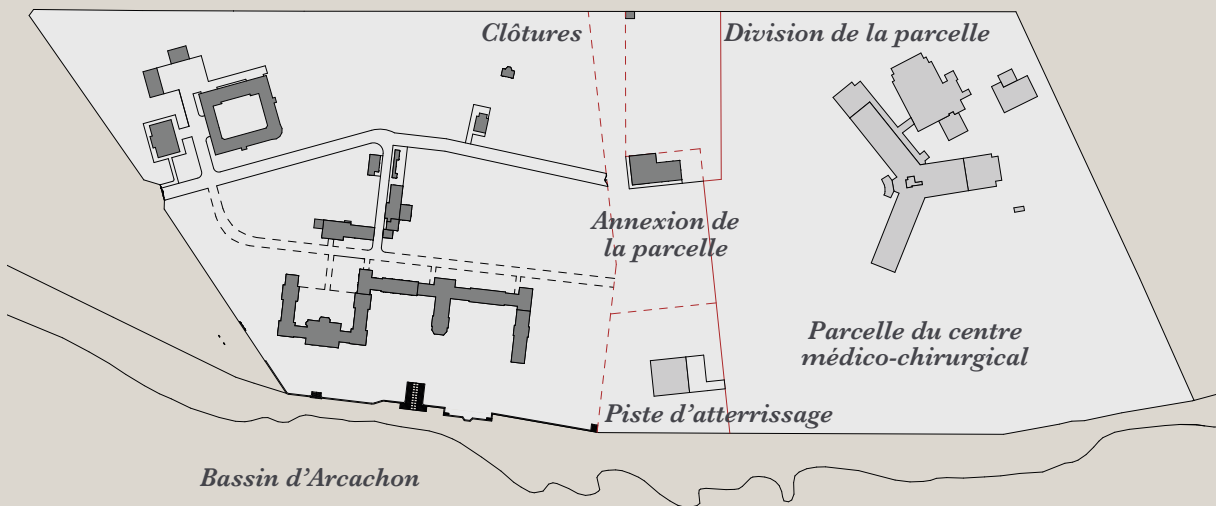 Clôtures
Division de la parcelle
Annexion de
la parcelle
Parcelle du centre
médico-chirurgical
Piste d’atterrissage
Bassin d’Arcachon